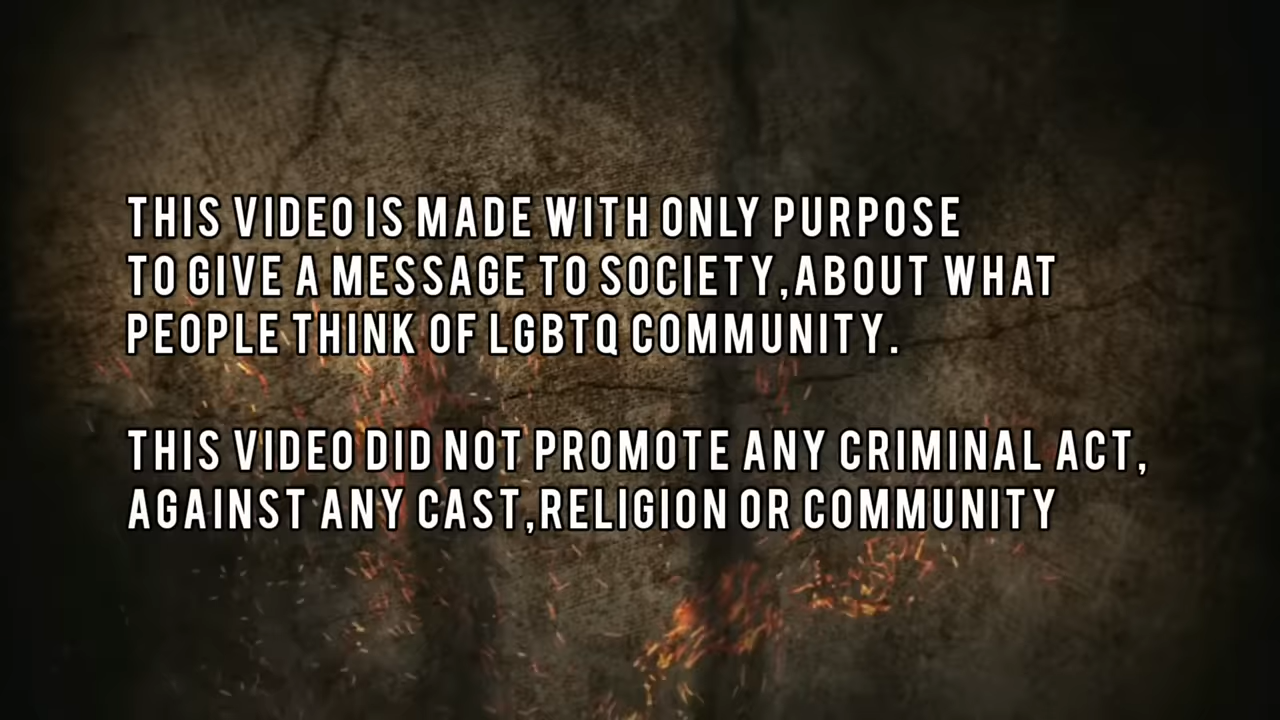 THIS VIDEO IS MADE WITH ONLY PURPOSE
TO GIVE A MESSAGE TO SOCIETY,ABOUT WHAT
PEOPLE THINK OF LGBTQ COMMUNITY.
THIS VIDEO DID NOT PROMOTE ANY CRIMINAL ACT,
AGAINST ANY CAST,RELIGION OR COMMUNITY